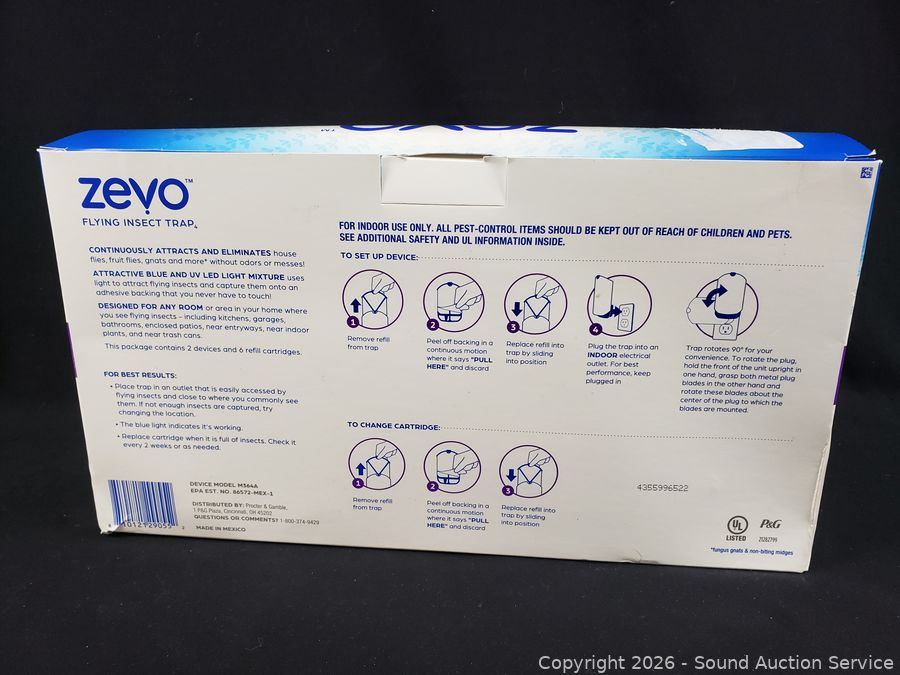 zevo™
FLYING INSECT TRAP
CONTINUOUSLY ATTRACTS AND ELIMINATES house
flies, fruit flies, gnats and more* without odors or messes!
ATTRACTIVE BLUE AND UV LED LIGHT MIXTURE uses
light to attract flying insects and capture them onto an
adhesive backing that you never have to touch!
DESIGNED FOR ANY ROOM or area in your home where
you see flying insects – including kitchens, garages,
bathrooms, enclosed patios, near entryways, near indoor
plants, and near trash cans.
This package contains 2 devices and 6 refill cartridges.
FOR BEST RESULTS:
• Place trap in an outlet that is easily accessed by
flying insects and close to where you commonly see
them. If not enough insects are captured, try
changing the location.
• The blue light indicates it's working.
• Replace cartridge when it is full of insects. Check it
every 2 weeks or as needed.
DEVICE MODEL M364A
EPA EST. NO. 86572-MEX-1
DISTRIBUTED BY: Procter & Gamble,
1 P&G Plaza, Cincinnati, OH 45202
QUESTIONS OR COMMENTS? 1-800-374-9429
MADE IN MEXICO
FOR INDOOR USE ONLY. ALL PEST-CONTROL ITEMS SHOULD BE KEPT OUT OF REACH OF CHILDREN AND PETS.
SEE ADDITIONAL SAFETY AND UL INFORMATION INSIDE.
TO SET UP DEVICE:
1
Remove refill
from trap
2
Peel off backing in a
continuous motion
where it says "PULL
HERE" and discard
3
Replace refill into
trap by sliding
into position
4
Plug the trap into an
INDOOR electrical
outlet. For best
performance, keep
plugged in
Trap rotates 90° for your
convenience. To rotate the plug,
hold the front of the unit upright in
one hand, grasp both metal plug
blades in the other hand and
rotate these blades about the
center of the plug to which the
blades are mounted.
TO CHANGE CARTRIDGE:
1
Remove refill
from trap
2
Peel off backing in a
continuous motion
where it says "PULL
HERE" and discard
3
Replace refill into
trap by sliding
into position
4355996522
UL
LISTED
P&G
21282799
*fungus gnats & non-biting midges
Copyright 2026 - Sound Auction Service